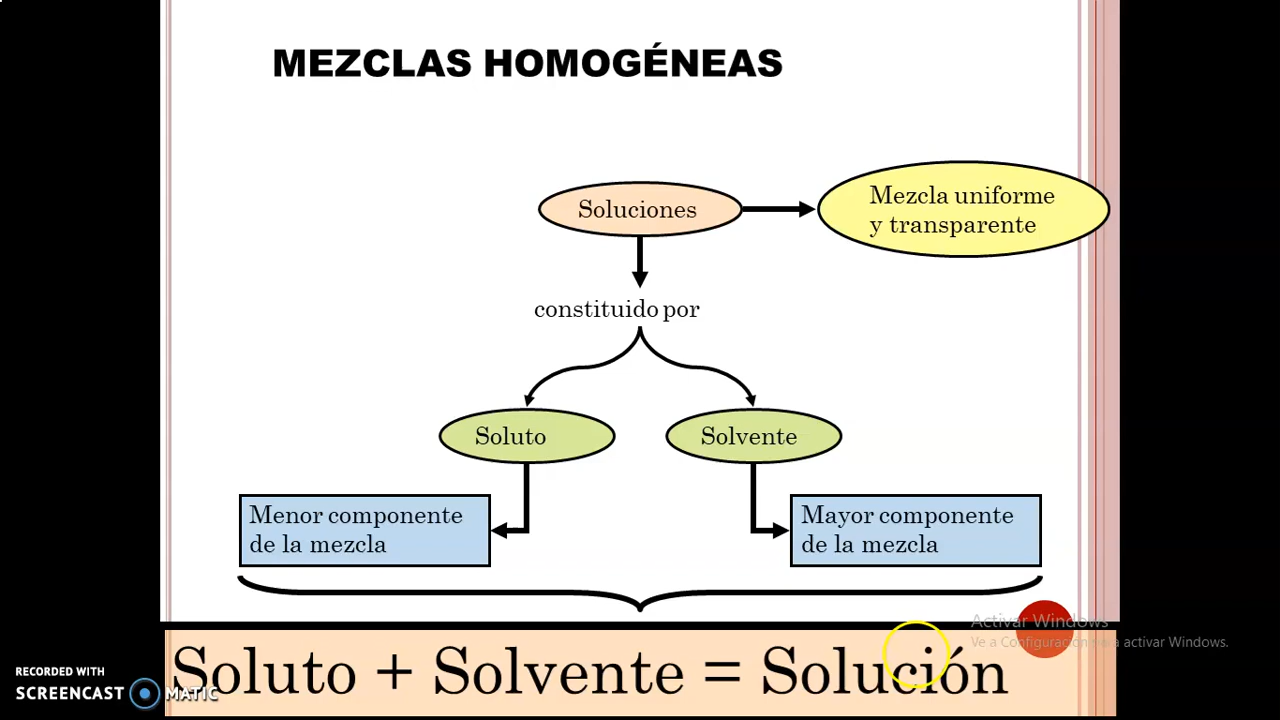 MEZCLAS HOMOGÉNEAS
Soluciones
Mezcla uniforme
y transparente
constituido por
Soluto
Solvente
Menor componente
de la mezcla
Mayor componente
de la mezcla
Activar Windows
Ve a Configuración para activar Windows.
Soluto + Solvente = Solución
RECORDED WITH
SCREENCAST MATIC